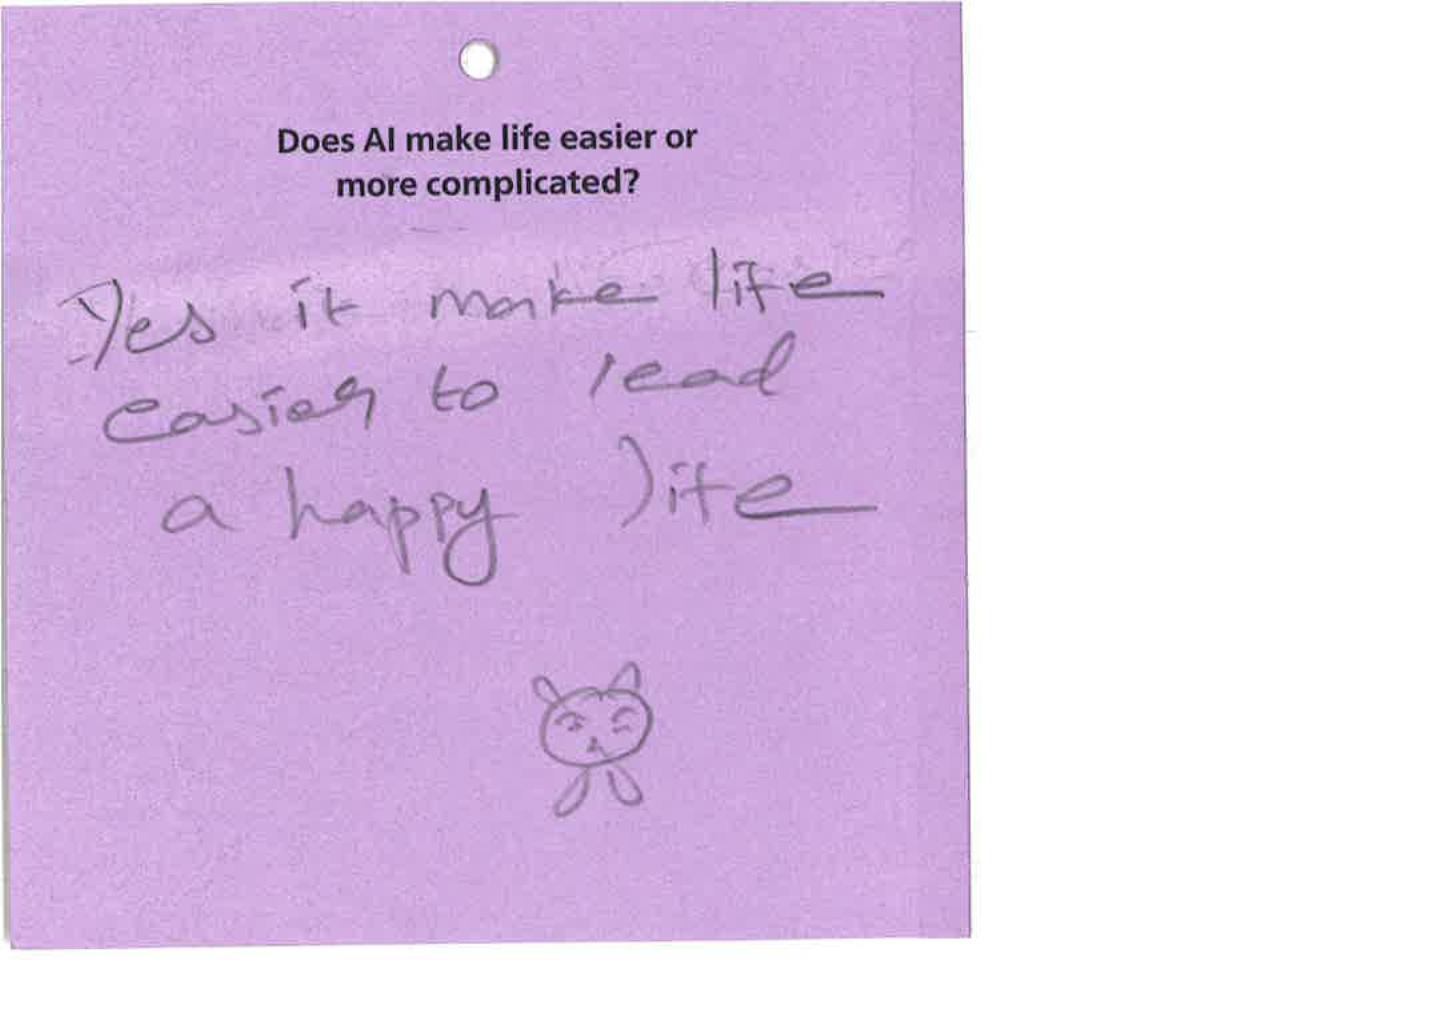 Does AI make life easier or
more complicated?
Yes it make life
easier to lead
a happy life